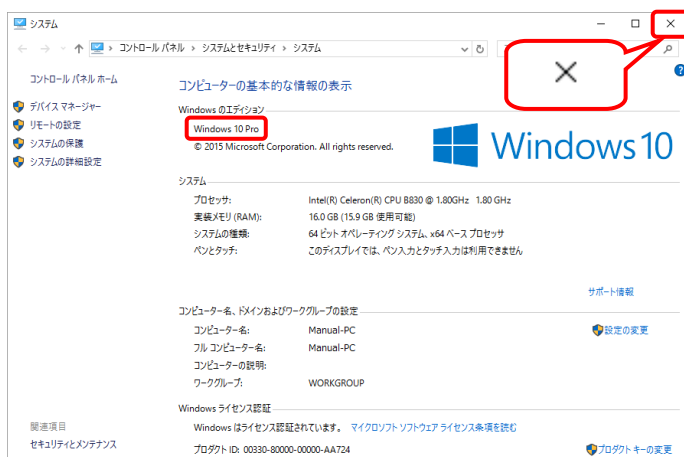 システム
コントロール パネル › システムとセキュリティ › システム
コントロール パネル ホーム
デバイス マネージャー
リモートの設定
システムの保護
システムの詳細設定
コンピューターの基本的な情報の表示
Windows のエディション
Windows 10 Pro
© 2015 Microsoft Corporation. All rights reserved.
Windows 10
システム
プロセッサ: Intel(R) Celeron(R) CPU B830 @ 1.80GHz 1.80 GHz
実装メモリ (RAM): 16.0 GB (15.9 GB 使用可能)
システムの種類: 64 ビット オペレーティング システム、x64 ベース プロセッサ
ペンとタッチ: このディスプレイでは、ペン入力とタッチ入力は利用できません
サポート情報
コンピューター名、ドメインおよびワークグループの設定
コンピューター名: Manual-PC
設定の変更
フル コンピューター名: Manual-PC
コンピューターの説明:
ワークグループ: WORKGROUP
Windows ライセンス認証
Windows はライセンス認証されています。 マイクロソフト ソフトウェア ライセンス条項を読む
プロダクト ID: 00330-80000-00000-AA724
プロダクト キーの変更
関連項目
セキュリティとメンテナンス